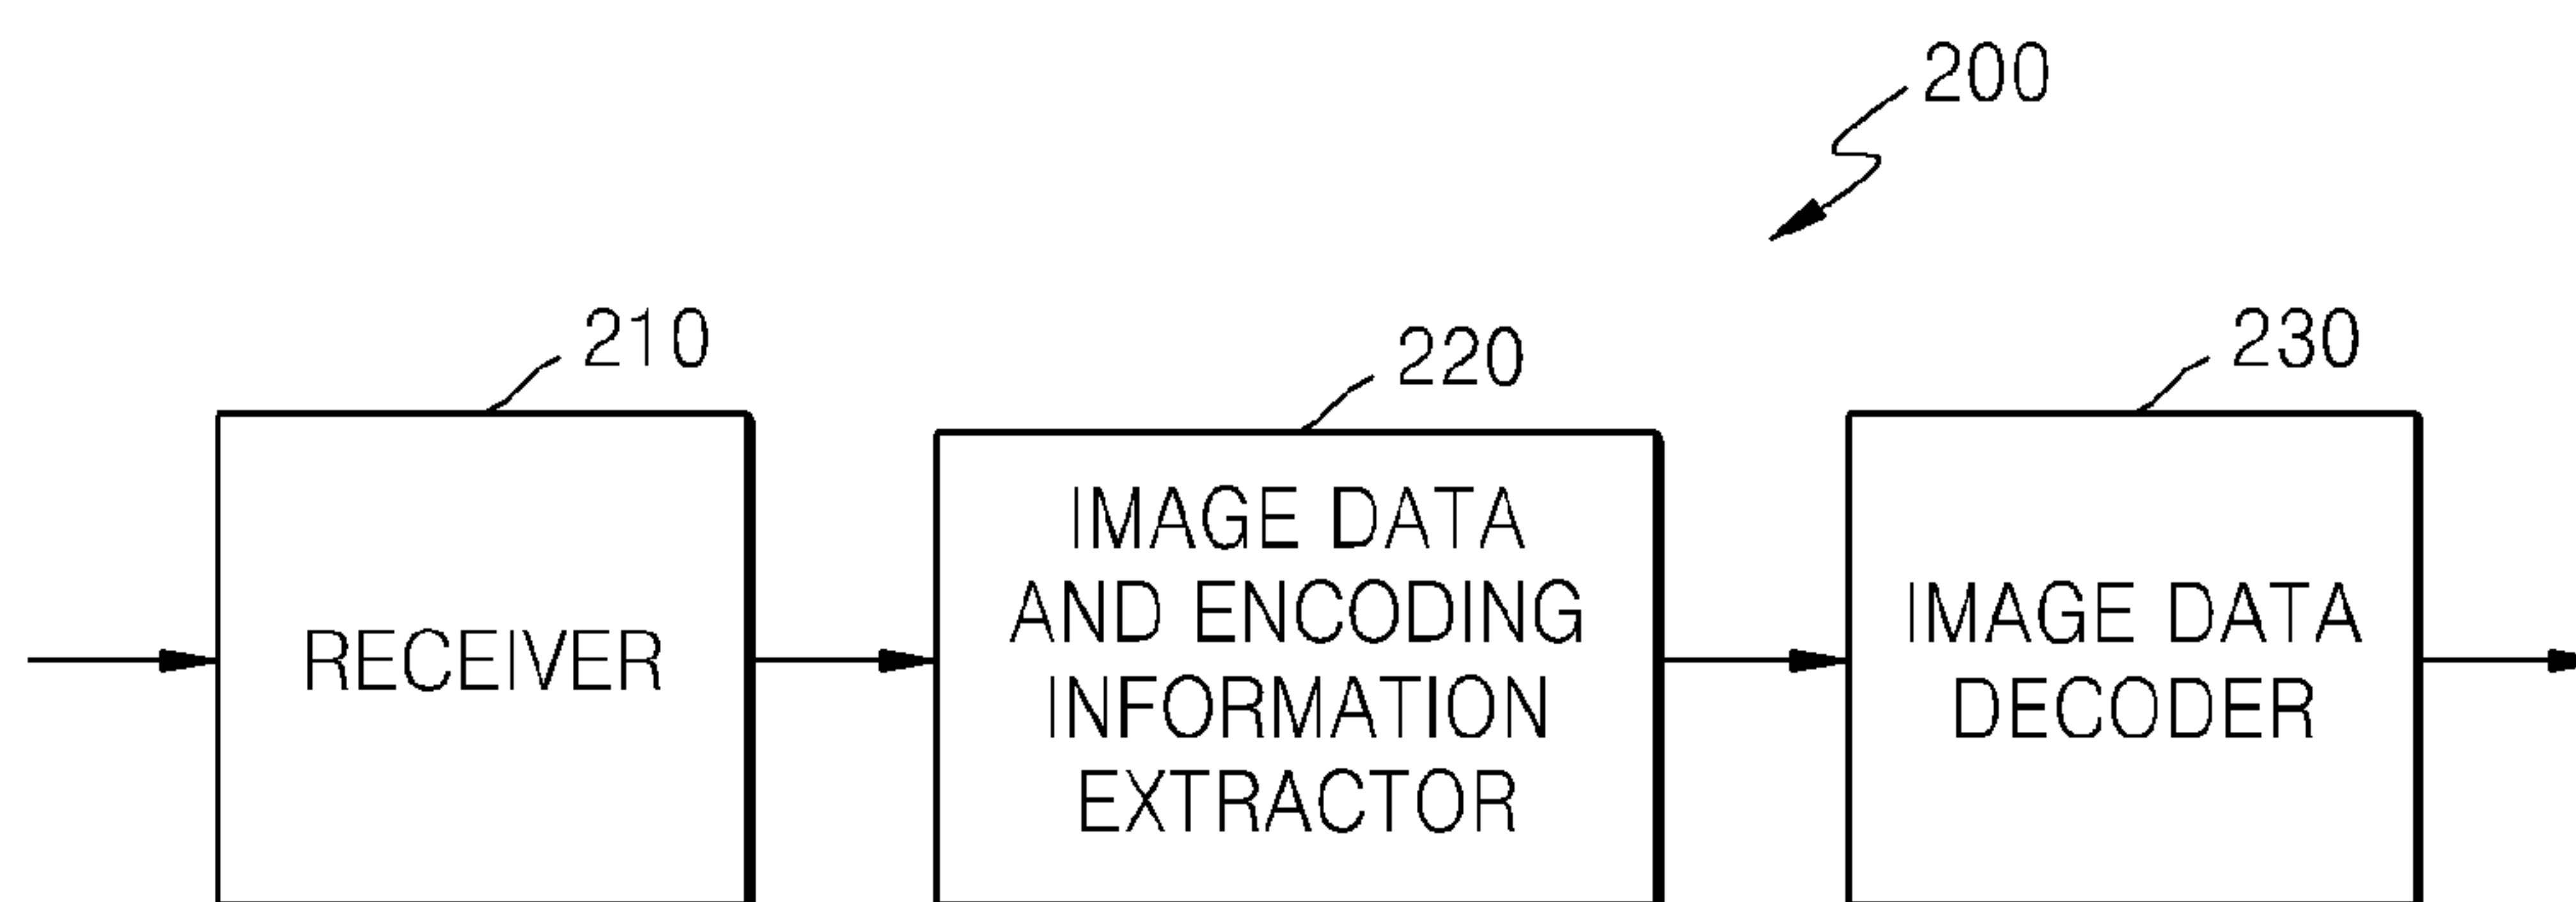 200
210
220
230
RECEIVER
IMAGE DATA
AND ENCODING
INFORMATION
EXTRACTOR
IMAGE DATA
DECODER